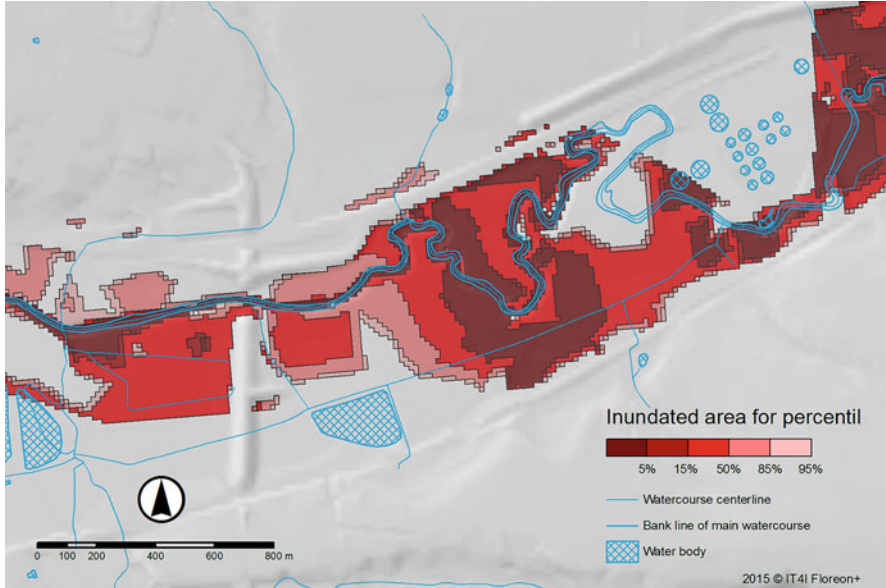 Inundated area for percentil
5% 15% 50% 85% 95%
Watercourse centerline
Bank line of main watercourse
Water body
0 100 200 400 600 800 m
2015 © IT4I Floreon+